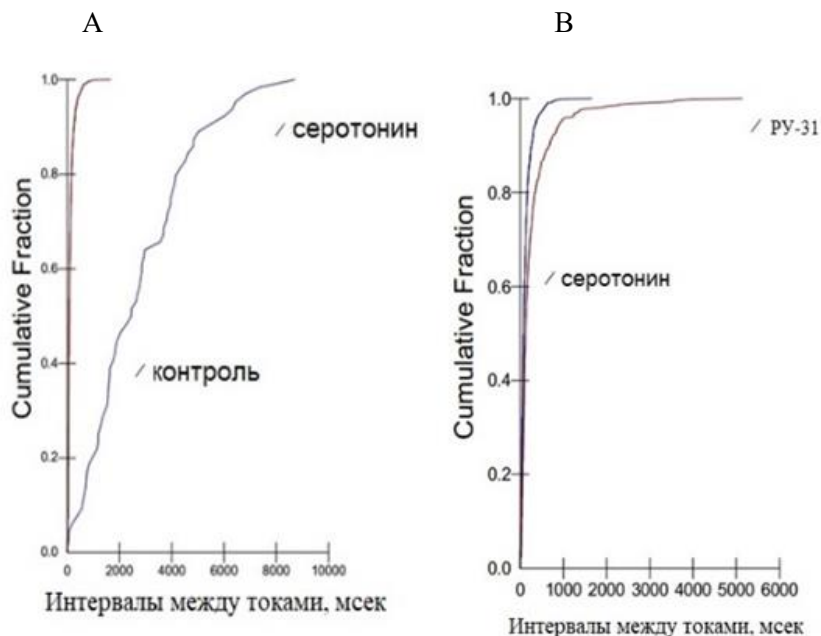 A
Cumulative Fraction
1.0
0.8
0.6
0.4
0.2
0.0
/ серотонин
/ контроль
0 2000 4000 6000 8000 10000
Интервалы между токами, мсек
B
Cumulative Fraction
1.0
0.8
0.6
0.4
0.2
0.0
/ РУ-31
/ серотонин
0 1000 2000 3000 4000 5000 6000
Интервалы между токами, мсек